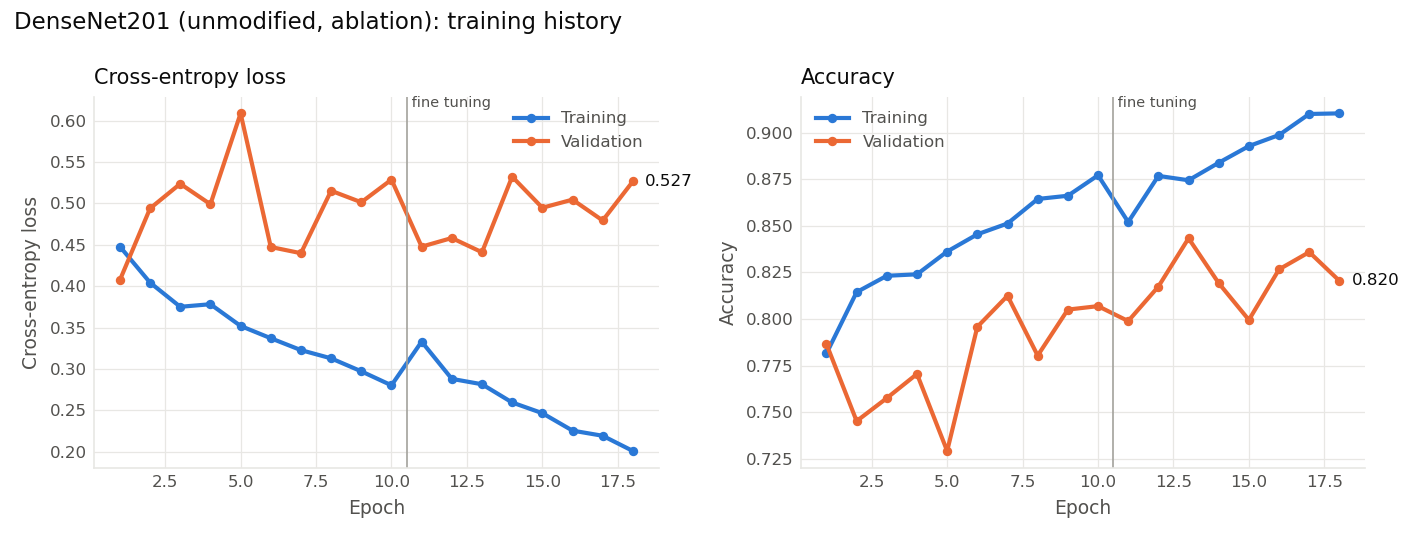 DenseNet201 (unmodified, ablation): training history
Cross-entropy loss
fine tuning
Training
Validation
0.60
0.55
0.50
0.45
0.40
0.35
0.30
0.25
0.20
0.527
Cross-entropy loss
2.5 5.0 7.5 10.0 12.5 15.0 17.5
Epoch
Accuracy
fine tuning
Training
Validation
0.900
0.875
0.850
0.825
0.800
0.775
0.750
0.725
0.820
Accuracy
2.5 5.0 7.5 10.0 12.5 15.0 17.5
Epoch